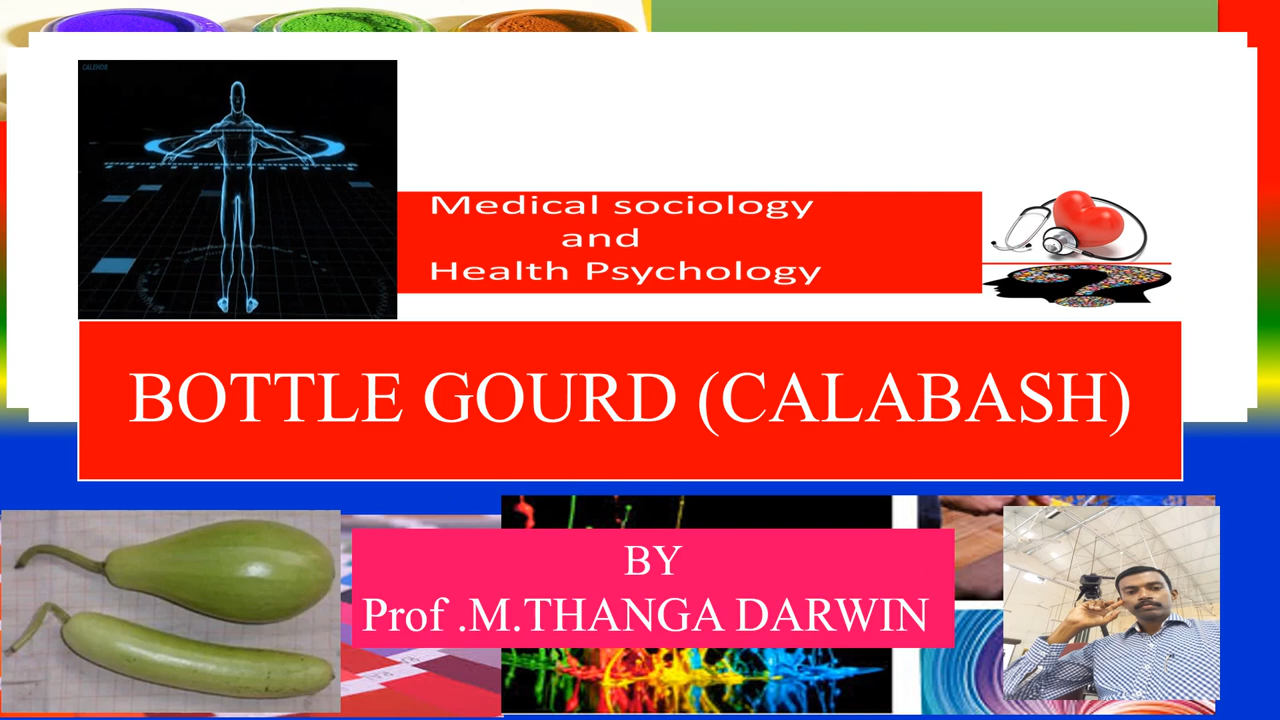 Medical sociology
and
Health Psychology
BOTTLE GOURD (CALABASH)
BY
Prof .M.THANGA DARWIN